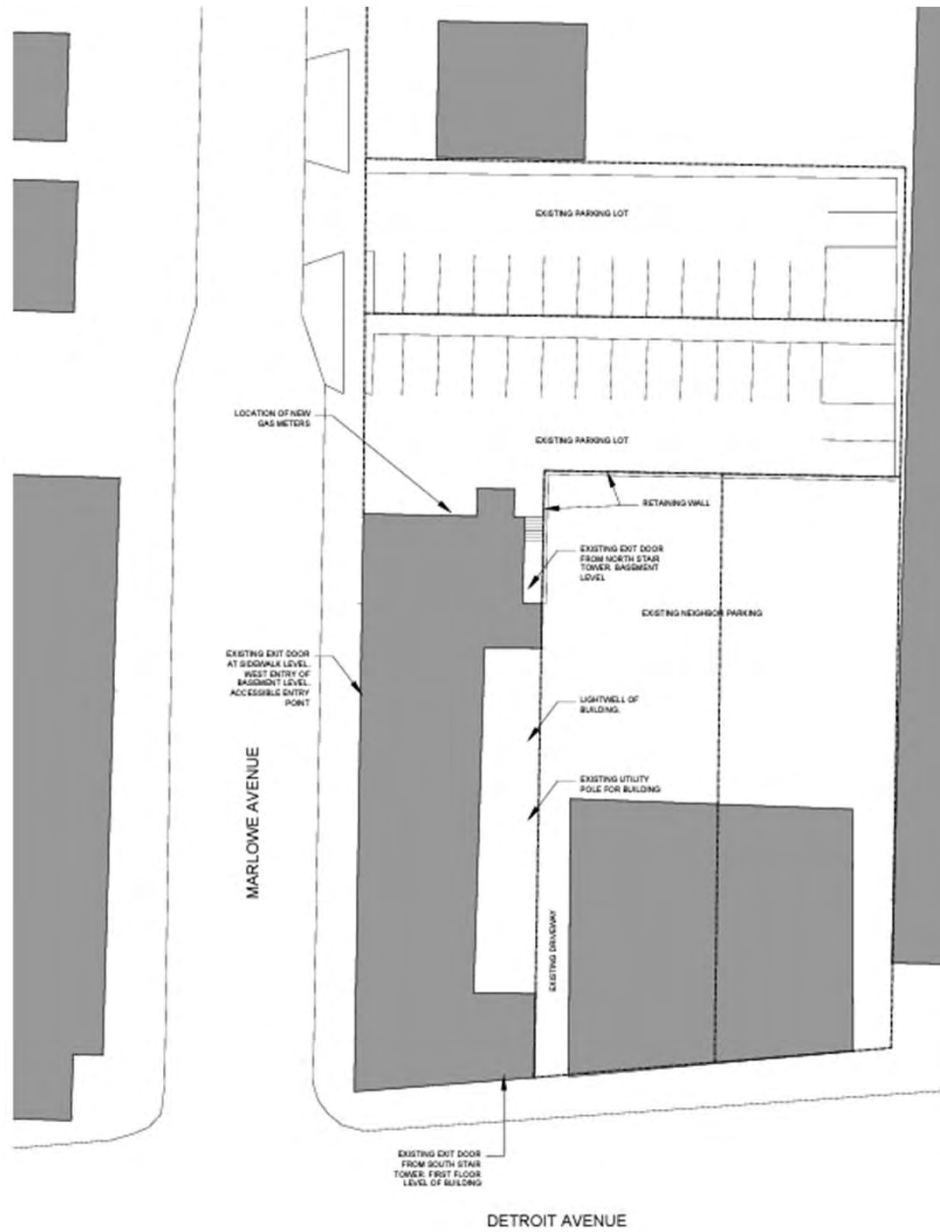 EXISTING PARKING LOT
LOCATION OF NEW
GAS METERS
EXISTING PARKING LOT
RETAINING WALL
EXISTING EXIT DOOR
FROM NORTH STAIR
TOWER. BASEMENT
LEVEL
EXISTING NEIGHBOR PARKING
EXISTING EXIT DOOR
AT SIDEWALK LEVEL.
WEST ENTRY OF
BASEMENT LEVEL.
ACCESSIBLE ENTRY
POINT
LIGHTWELL OF
BUILDING.
EXISTING UTILITY
POLE FOR BUILDING
MARLOWE AVENUE
EXISTING DRIVEWAY
EXISTING EXIT DOOR
FROM SOUTH STAIR
TOWER. FIRST FLOOR
LEVEL OF BUILDING
DETROIT AVENUE